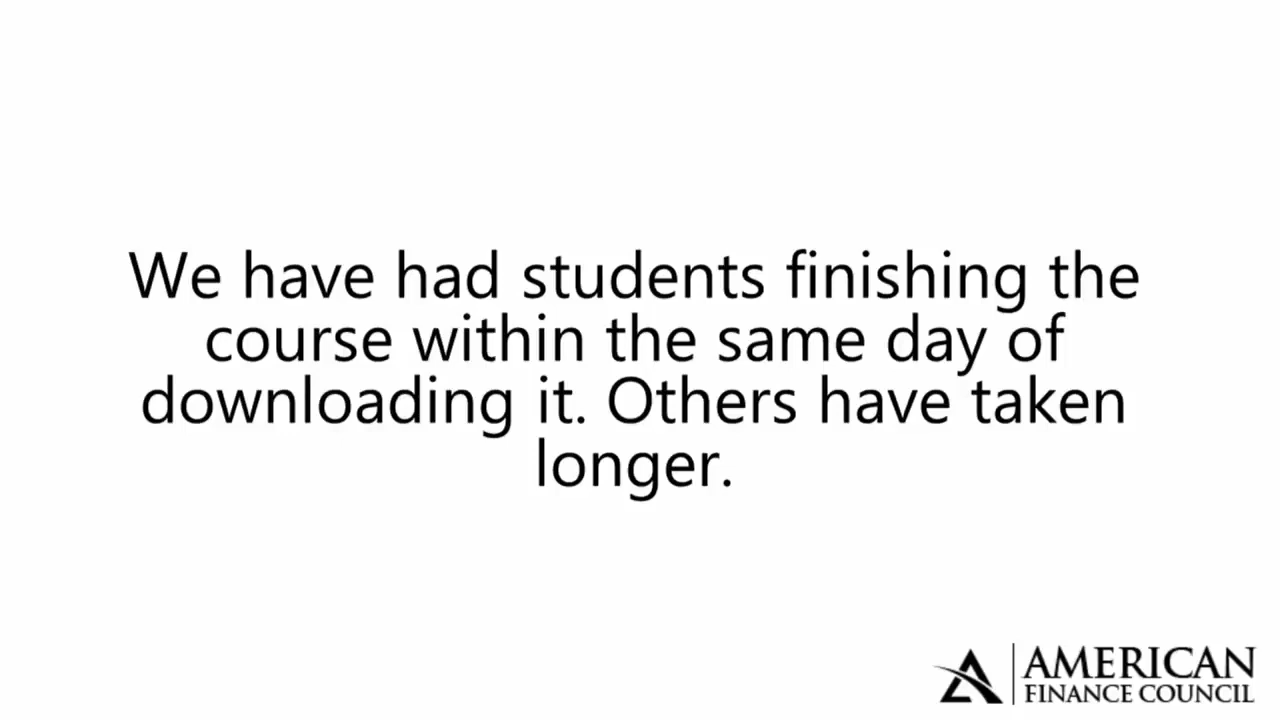 We have had students finishing the
course within the same day of
downloading it. Others have taken
longer.
AMERICAN
FINANCE COUNCIL